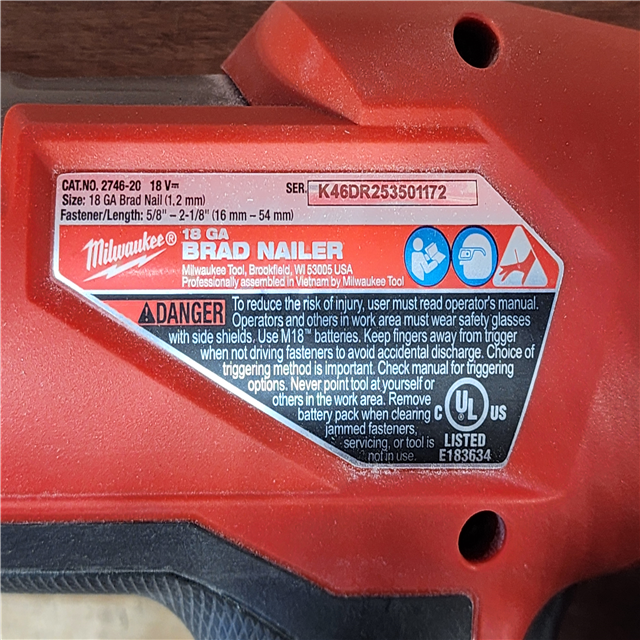 CAT.NO. 2746-20 18 V⎓
SER. K46DR253501172
Size: 18 GA Brad Nail (1.2 mm)
Fastener/Length: 5/8" – 2-1/8" (16 mm – 54 mm)
Milwaukee®
18 GA
BRAD NAILER
Milwaukee Tool, Brookfield, WI 53005 USA
Professionally assembled in Vietnam by Milwaukee Tool
DANGER To reduce the risk of injury, user must read operator's manual.
Operators and others in work area must wear safety glasses
with side shields. Use M18™ batteries. Keep fingers away from trigger
when not driving fasteners to avoid accidental discharge. Choice of
triggering method is important. Check manual for triggering
options. Never point tool at yourself or
others in the work area. Remove
battery pack when clearing
jammed fasteners,
servicing, or tool is
not in use.
C UL US
LISTED
E183634